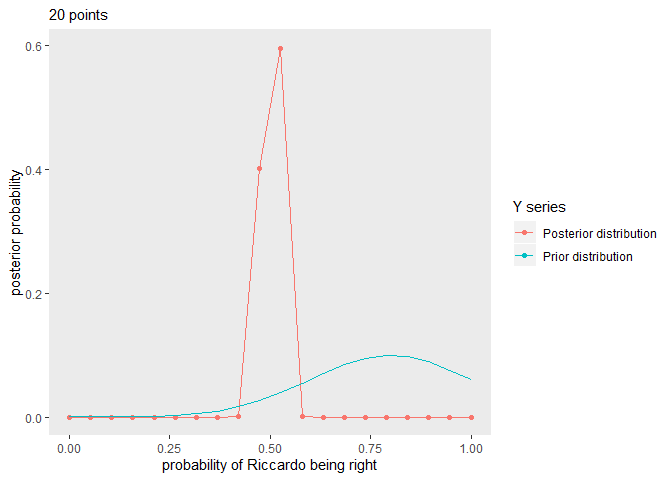 20 points
posterior probability
0.6
0.4
0.2
0.0
0.00 0.25 0.50 0.75 1.00
probability of Riccardo being right
Y series
Posterior distribution
Prior distribution